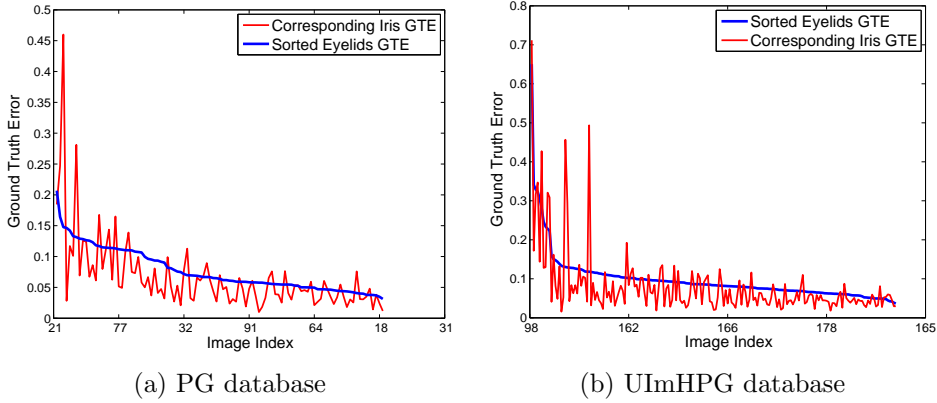 0.5
0.45
0.4
0.35
0.3
0.25
0.2
0.15
0.1
0.05
0
Ground Truth Error
Corresponding Iris GTE
Sorted Eyelids GTE
21 77 32 91 64 18 31
Image Index
(a) PG database
0.8
0.7
0.6
0.5
0.4
0.3
0.2
0.1
0
Ground Truth Error
Sorted Eyelids GTE
Corresponding Iris GTE
98 162 166 178 165
Image Index
(b) UImHPG database